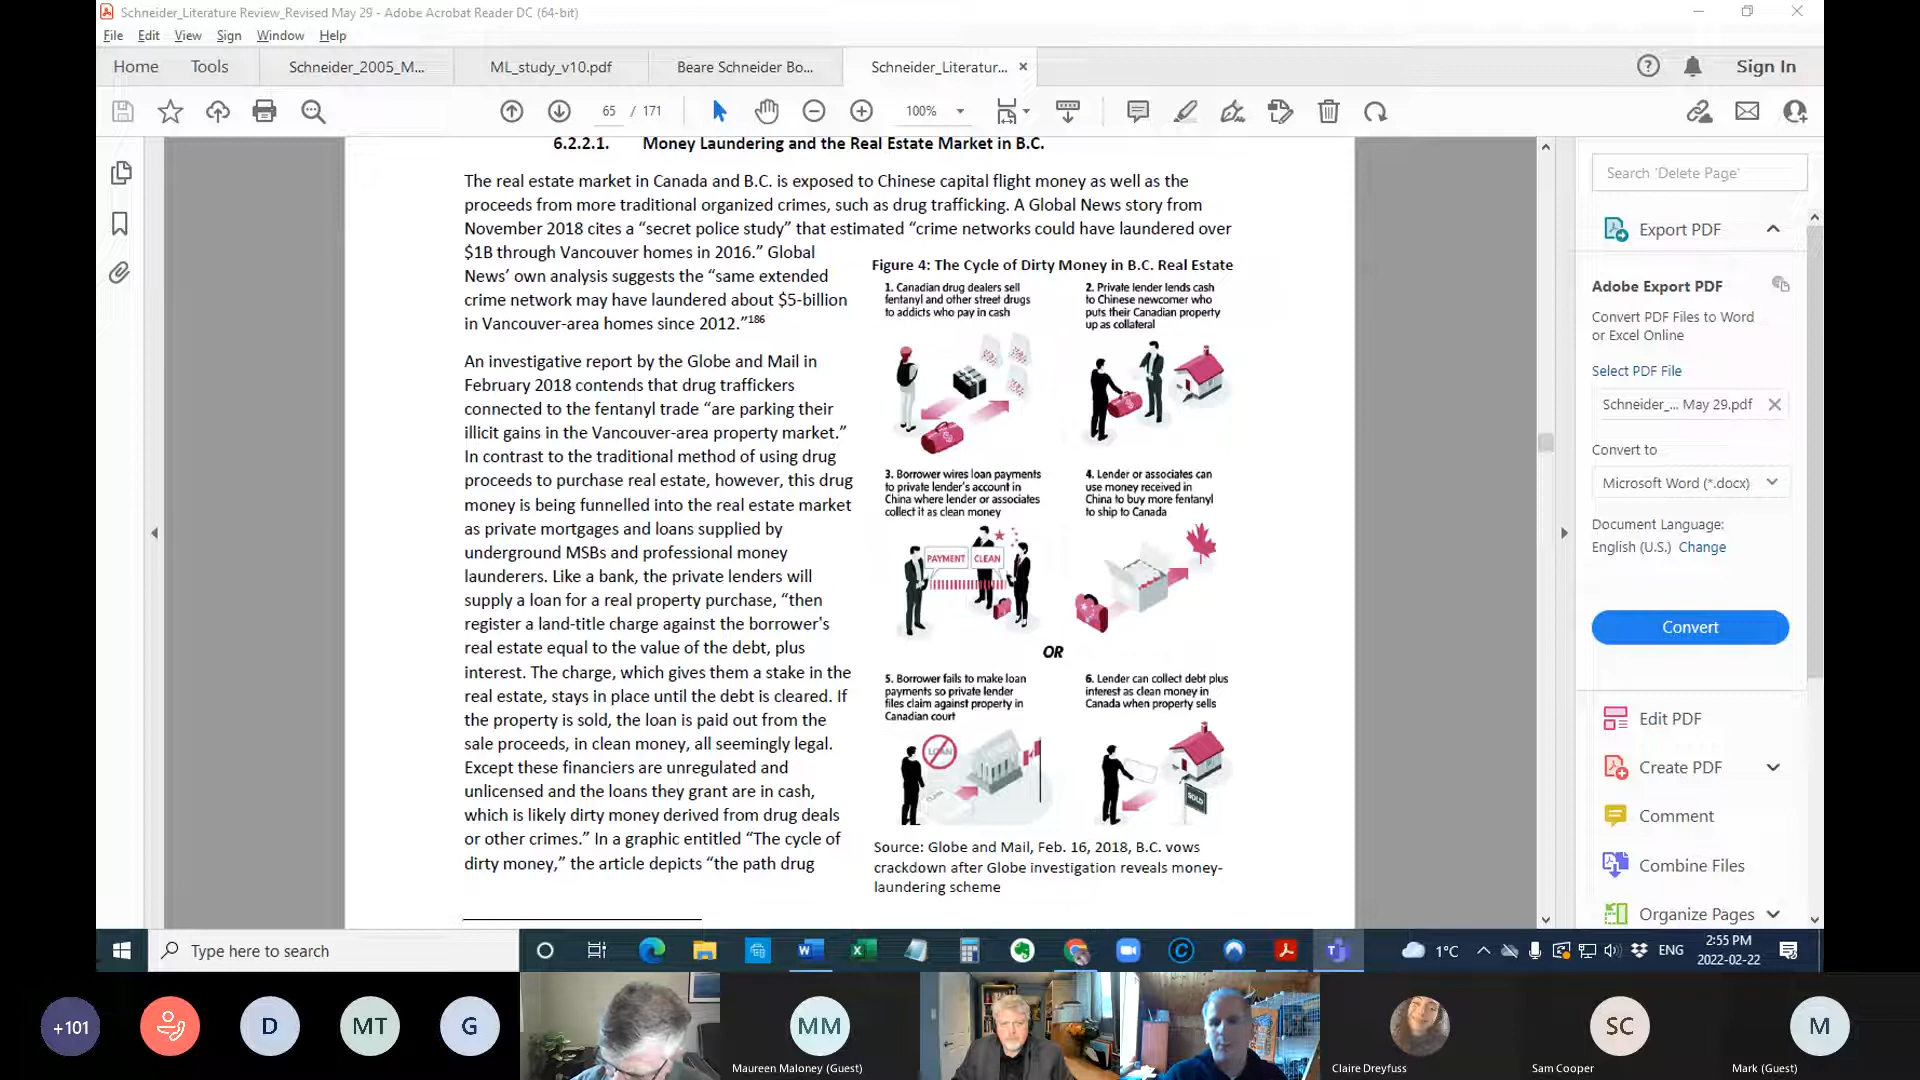 Schneider_Literature Review_Revised May 29 - Adobe Acrobat Reader DC (64-bit)
File Edit View Sign Window Help
Home Tools Schneider_2005_M... ML_study_v10.pdf Beare Schneider Bo... Schneider_Literatur... Sign In
65 / 171 100%
6.2.2.1. Money Laundering and the Real Estate Market in B.C.
The real estate market in Canada and B.C. is exposed to Chinese capital flight money as well as the
proceeds from more traditional organized crimes, such as drug trafficking. A Global News story from
November 2018 cites a “secret police study” that estimated “crime networks could have laundered over
$1B through Vancouver homes in 2016.” Global
News’ own analysis suggests the “same extended
crime network may have laundered about $5-billion
in Vancouver-area homes since 2012.”186
An investigative report by the Globe and Mail in
February 2018 contends that drug traffickers
connected to the fentanyl trade “are parking their
illicit gains in the Vancouver-area property market.”
In contrast to the traditional method of using drug
proceeds to purchase real estate, however, this drug
money is being funnelled into the real estate market
as private mortgages and loans supplied by
underground MSBs and professional money
launderers. Like a bank, the private lenders will
supply a loan for a real property purchase, “then
register a land-title charge against the borrower's
real estate equal to the value of the debt, plus
interest. The charge, which gives them a stake in the
real estate, stays in place until the debt is cleared. If
the property is sold, the loan is paid out from the
sale proceeds, in clean money, all seemingly legal.
Except these financiers are unregulated and
unlicensed and the loans they grant are in cash,
which is likely dirty money derived from drug deals
or other crimes.” In a graphic entitled “The cycle of
dirty money,” the article depicts “the path drug
Figure 4: The Cycle of Dirty Money in B.C. Real Estate
1. Canadian drug dealers sell
fentanyl and other street drugs
to addicts who pay in cash
2. Private lender lends cash
to Chinese newcomer who
puts their Canadian property
up as collateral
3. Borrower wires loan payments
to private lender's account in
China where lender or associates
collect it as clean money
PAYMENT CLEAN
4. Lender or associates can
use money received in
China to buy more fentanyl
to ship to Canada
OR
5. Borrower fails to make loan
payments so private lender
files claim against property in
Canadian court
LOAN
6. Lender can collect debt plus
interest as clean money in
Canada when property sells
SOLD
Source: Globe and Mail, Feb. 16, 2018, B.C. vows
crackdown after Globe investigation reveals money-
laundering scheme
Search 'Delete Page'
Export PDF
Adobe Export PDF
Convert PDF Files to Word
or Excel Online
Select PDF File
Schneider_... May 29.pdf
Convert to
Microsoft Word (*.docx)
Document Language:
English (U.S.) Change
Convert
Edit PDF
Create PDF
Comment
Combine Files
Organize Pages
Type here to search
1°C
ENG
2:55 PM
2022-02-22
+101
D
MT
G
MM
Maureen Maloney (Guest)
Claire Dreyfuss
SC
Sam Cooper
M
Mark (Guest)